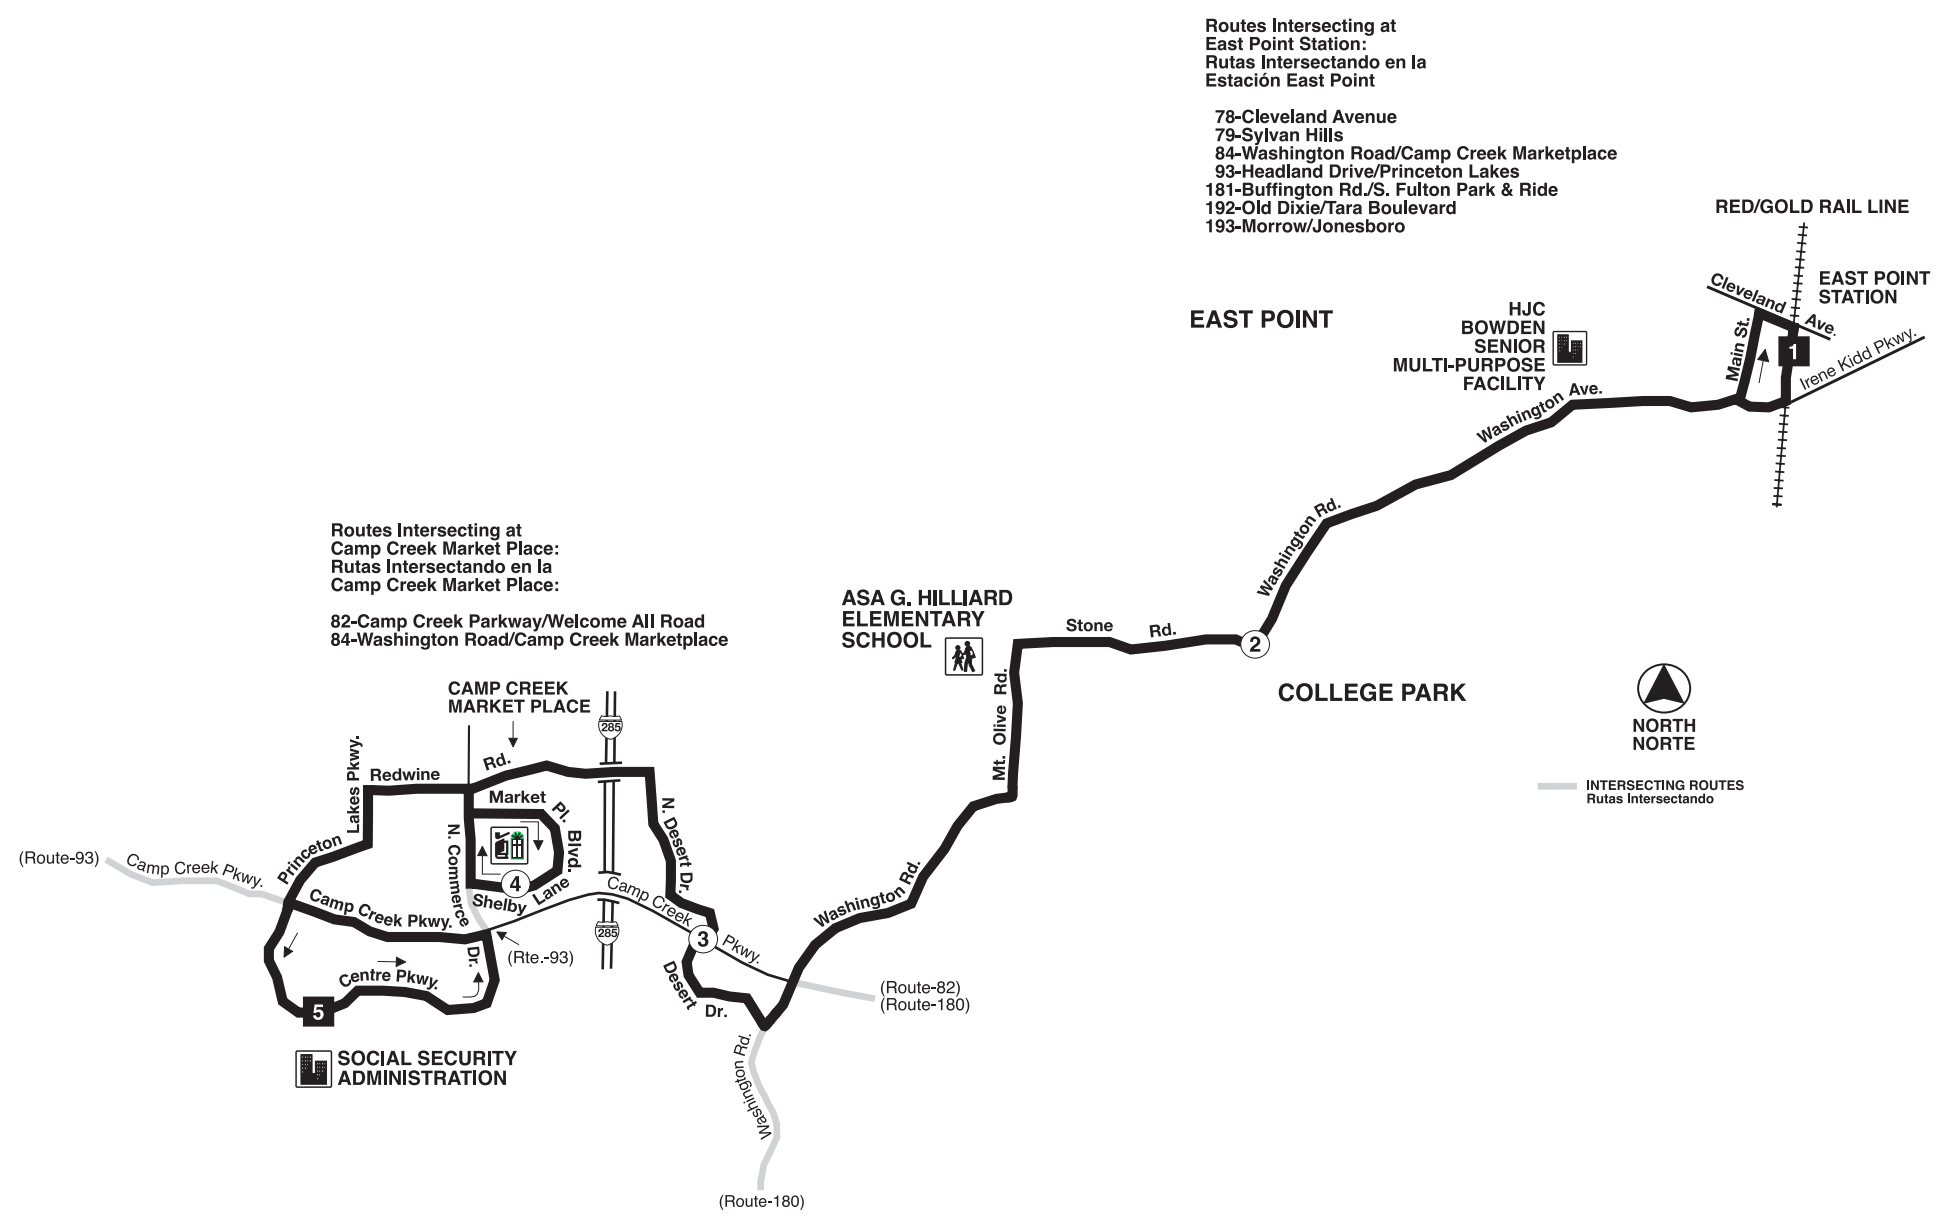 Routes Intersecting at
East Point Station:
Rutas Intersectando en la
Estación East Point
78-Cleveland Avenue
79-Sylvan Hills
84-Washington Road/Camp Creek Marketplace
93-Headland Drive/Princeton Lakes
181-Buffington Rd./S. Fulton Park & Ride
192-Old Dixie/Tara Boulevard
193-Morrow/Jonesboro
RED/GOLD RAIL LINE
EAST POINT
STATION
Cleveland Ave.
Main St.
1
Irene Kidd Pkwy.
EAST POINT
HJC
BOWDEN
SENIOR
MULTI-PURPOSE
FACILITY
Washington Ave.
Washington Rd.
Routes Intersecting at
Camp Creek Market Place:
Rutas Intersectando en la
Camp Creek Market Place:
82-Camp Creek Parkway/Welcome All Road
84-Washington Road/Camp Creek Marketplace
ASA G. HILLIARD
ELEMENTARY
SCHOOL
Stone Rd.
2
Mt. Olive Rd.
COLLEGE PARK
NORTH
NORTE
INTERSECTING ROUTES
Rutas Intersectando
CAMP CREEK
MARKET PLACE
285
Redwine Rd.
Princeton Lakes Pkwy.
Market Pl. Blvd.
N. Commerce Dr.
N. Desert Dr.
4
Shelby Lane
(Route-93)
Camp Creek Pkwy.
Camp Creek Pkwy.
Camp Creek Pkwy.
Washington Rd.
285
3
(Rte.-93)
Centre Pkwy.
Desert Dr.
(Route-82)
(Route-180)
5
SOCIAL SECURITY
ADMINISTRATION
Washington Rd.
(Route-180)